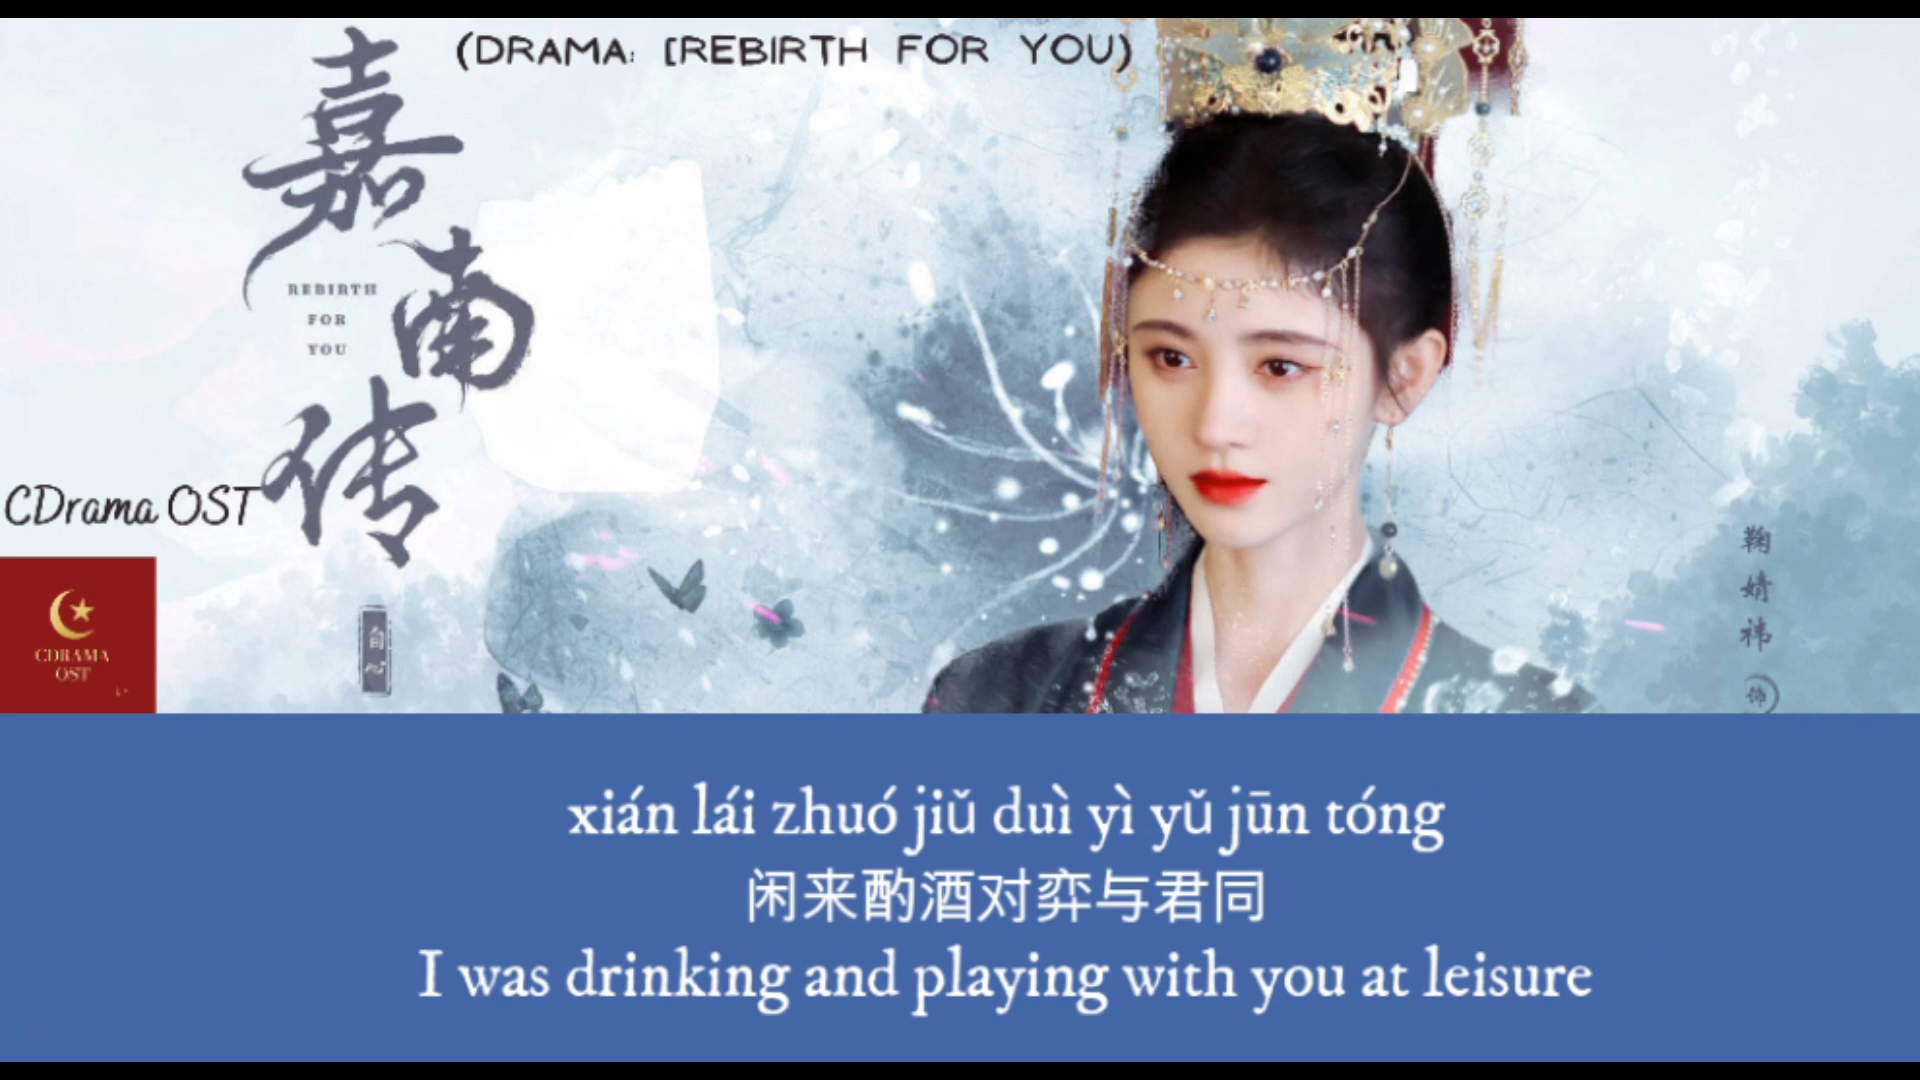 (DRAMA: [REBIRTH FOR YOU)
嘉南传
REBIRTH
FOR
YOU
CDrama OST
CDRAMA
OST
鞠婧祎
xián lái zhuó jiǔ duì yì yǔ jūn tóng
闲来酌酒对弈与君同
I was drinking and playing with you at leisure